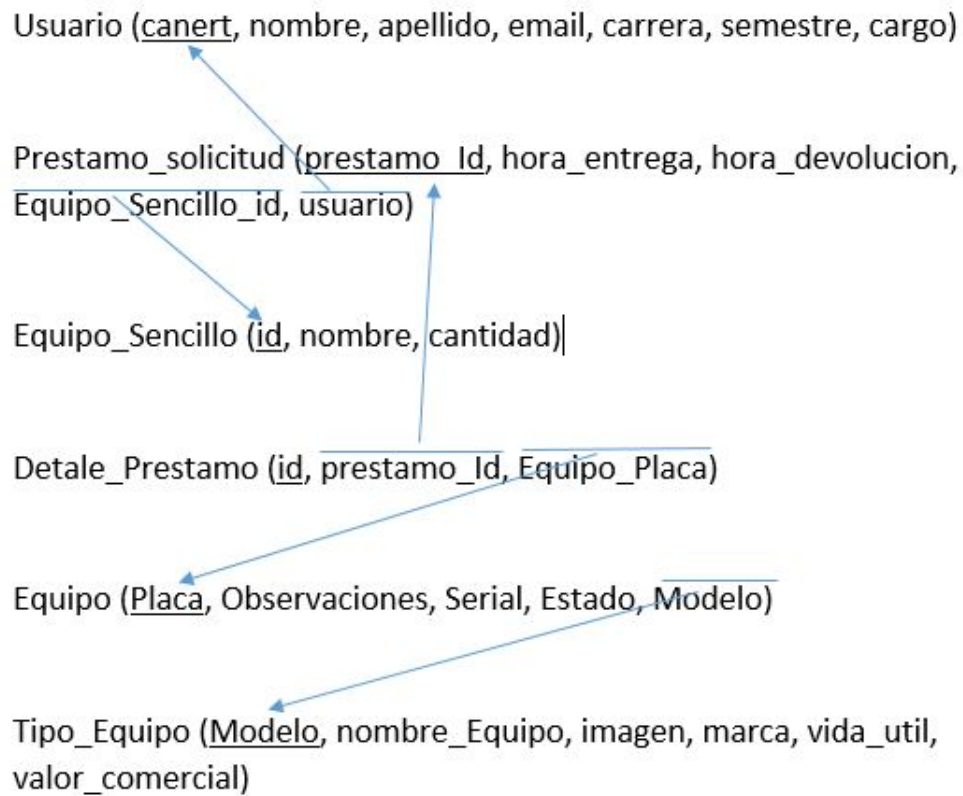 Usuario (canert, nombre, apellido, email, carrera, semestre, cargo)
Prestamo_solicitud (prestamo_Id, hora_entrega, hora_devolucion,
Equipo_Sencillo_id, usuario)
Equipo_Sencillo (id, nombre, cantidad)
Detale_Prestamo (id, prestamo_Id, Equipo_Placa)
Equipo (Placa, Observaciones, Serial, Estado, Modelo)
Tipo_Equipo (Modelo, nombre_Equipo, imagen, marca, vida_util,
valor_comercial)